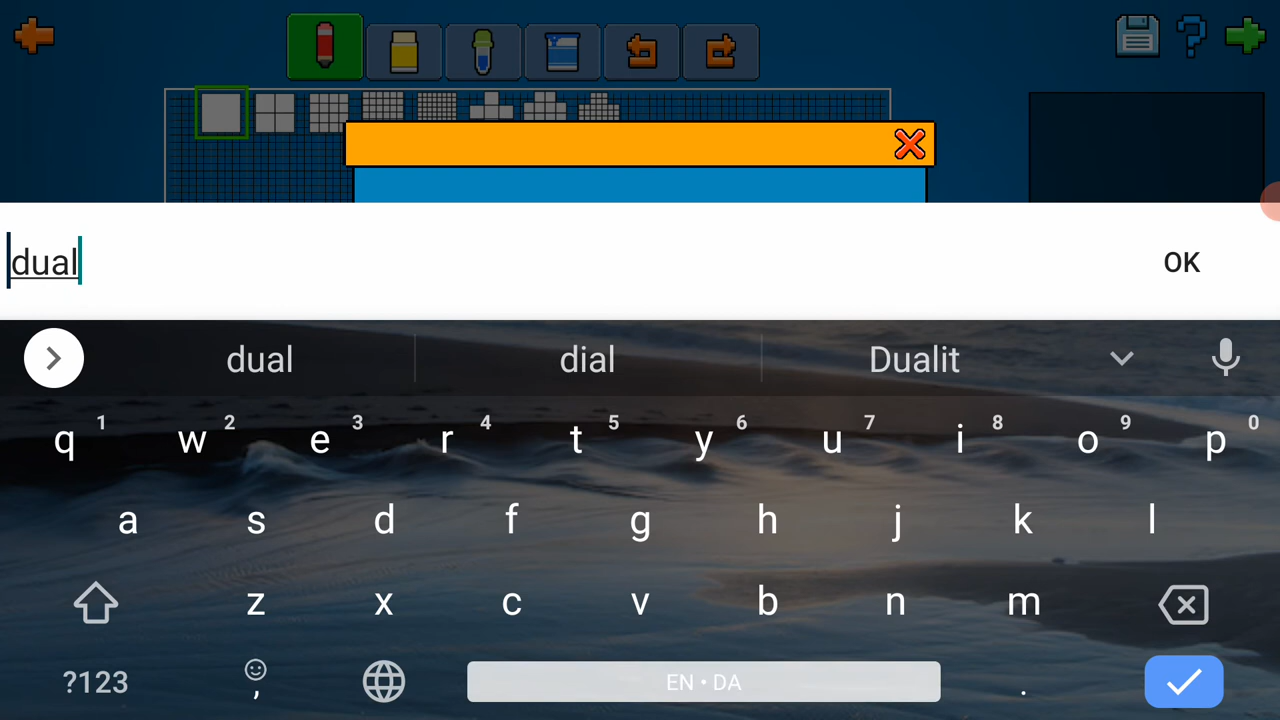 dual
OK
dual dial Dualit
1 2 3 4 5 6 7 8 9 0
q w e r t y u i o p
a s d f g h j k l
z x c v b n m
?123 , EN • DA .